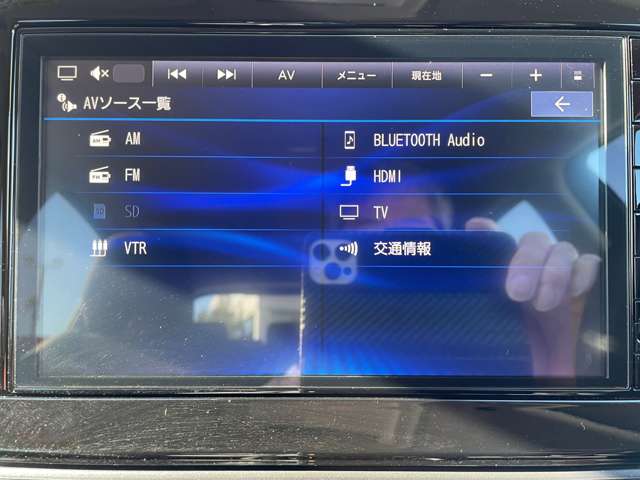 AV メニュー 現在地 − +
AVソース一覧
AM
FM
SD
VTR
BLUETOOTH Audio
HDMI
TV
交通情報